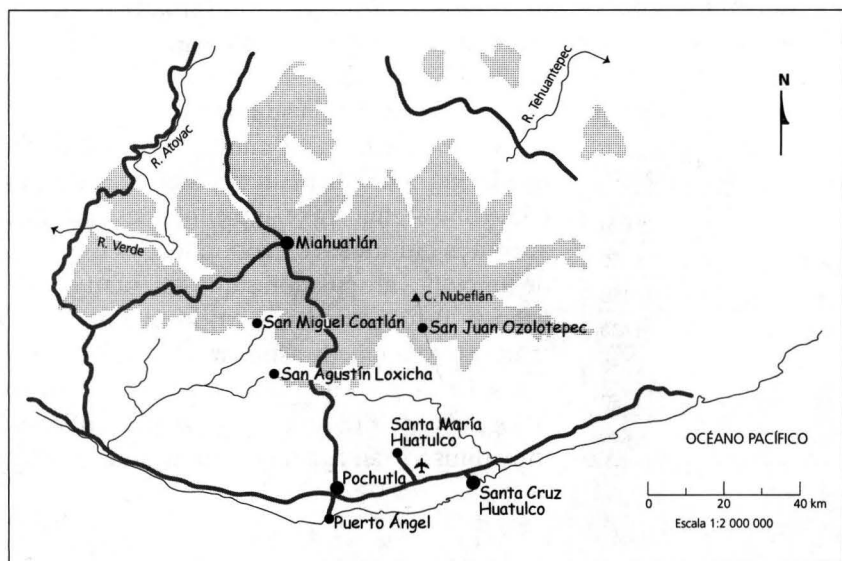 N
R. Tehuantepec
R. Atoyac
R. Verde
Miahuatlán
C. Nubeflán
San Miguel Coatlán
San Juan Ozolotepec
San Agustín Loxicha
Santa María
Huatulco
OCÉANO PACÍFICO
Pochutla
Santa Cruz
Huatulco
Puerto Ángel
0 20 40 km
Escala 1:2 000 000